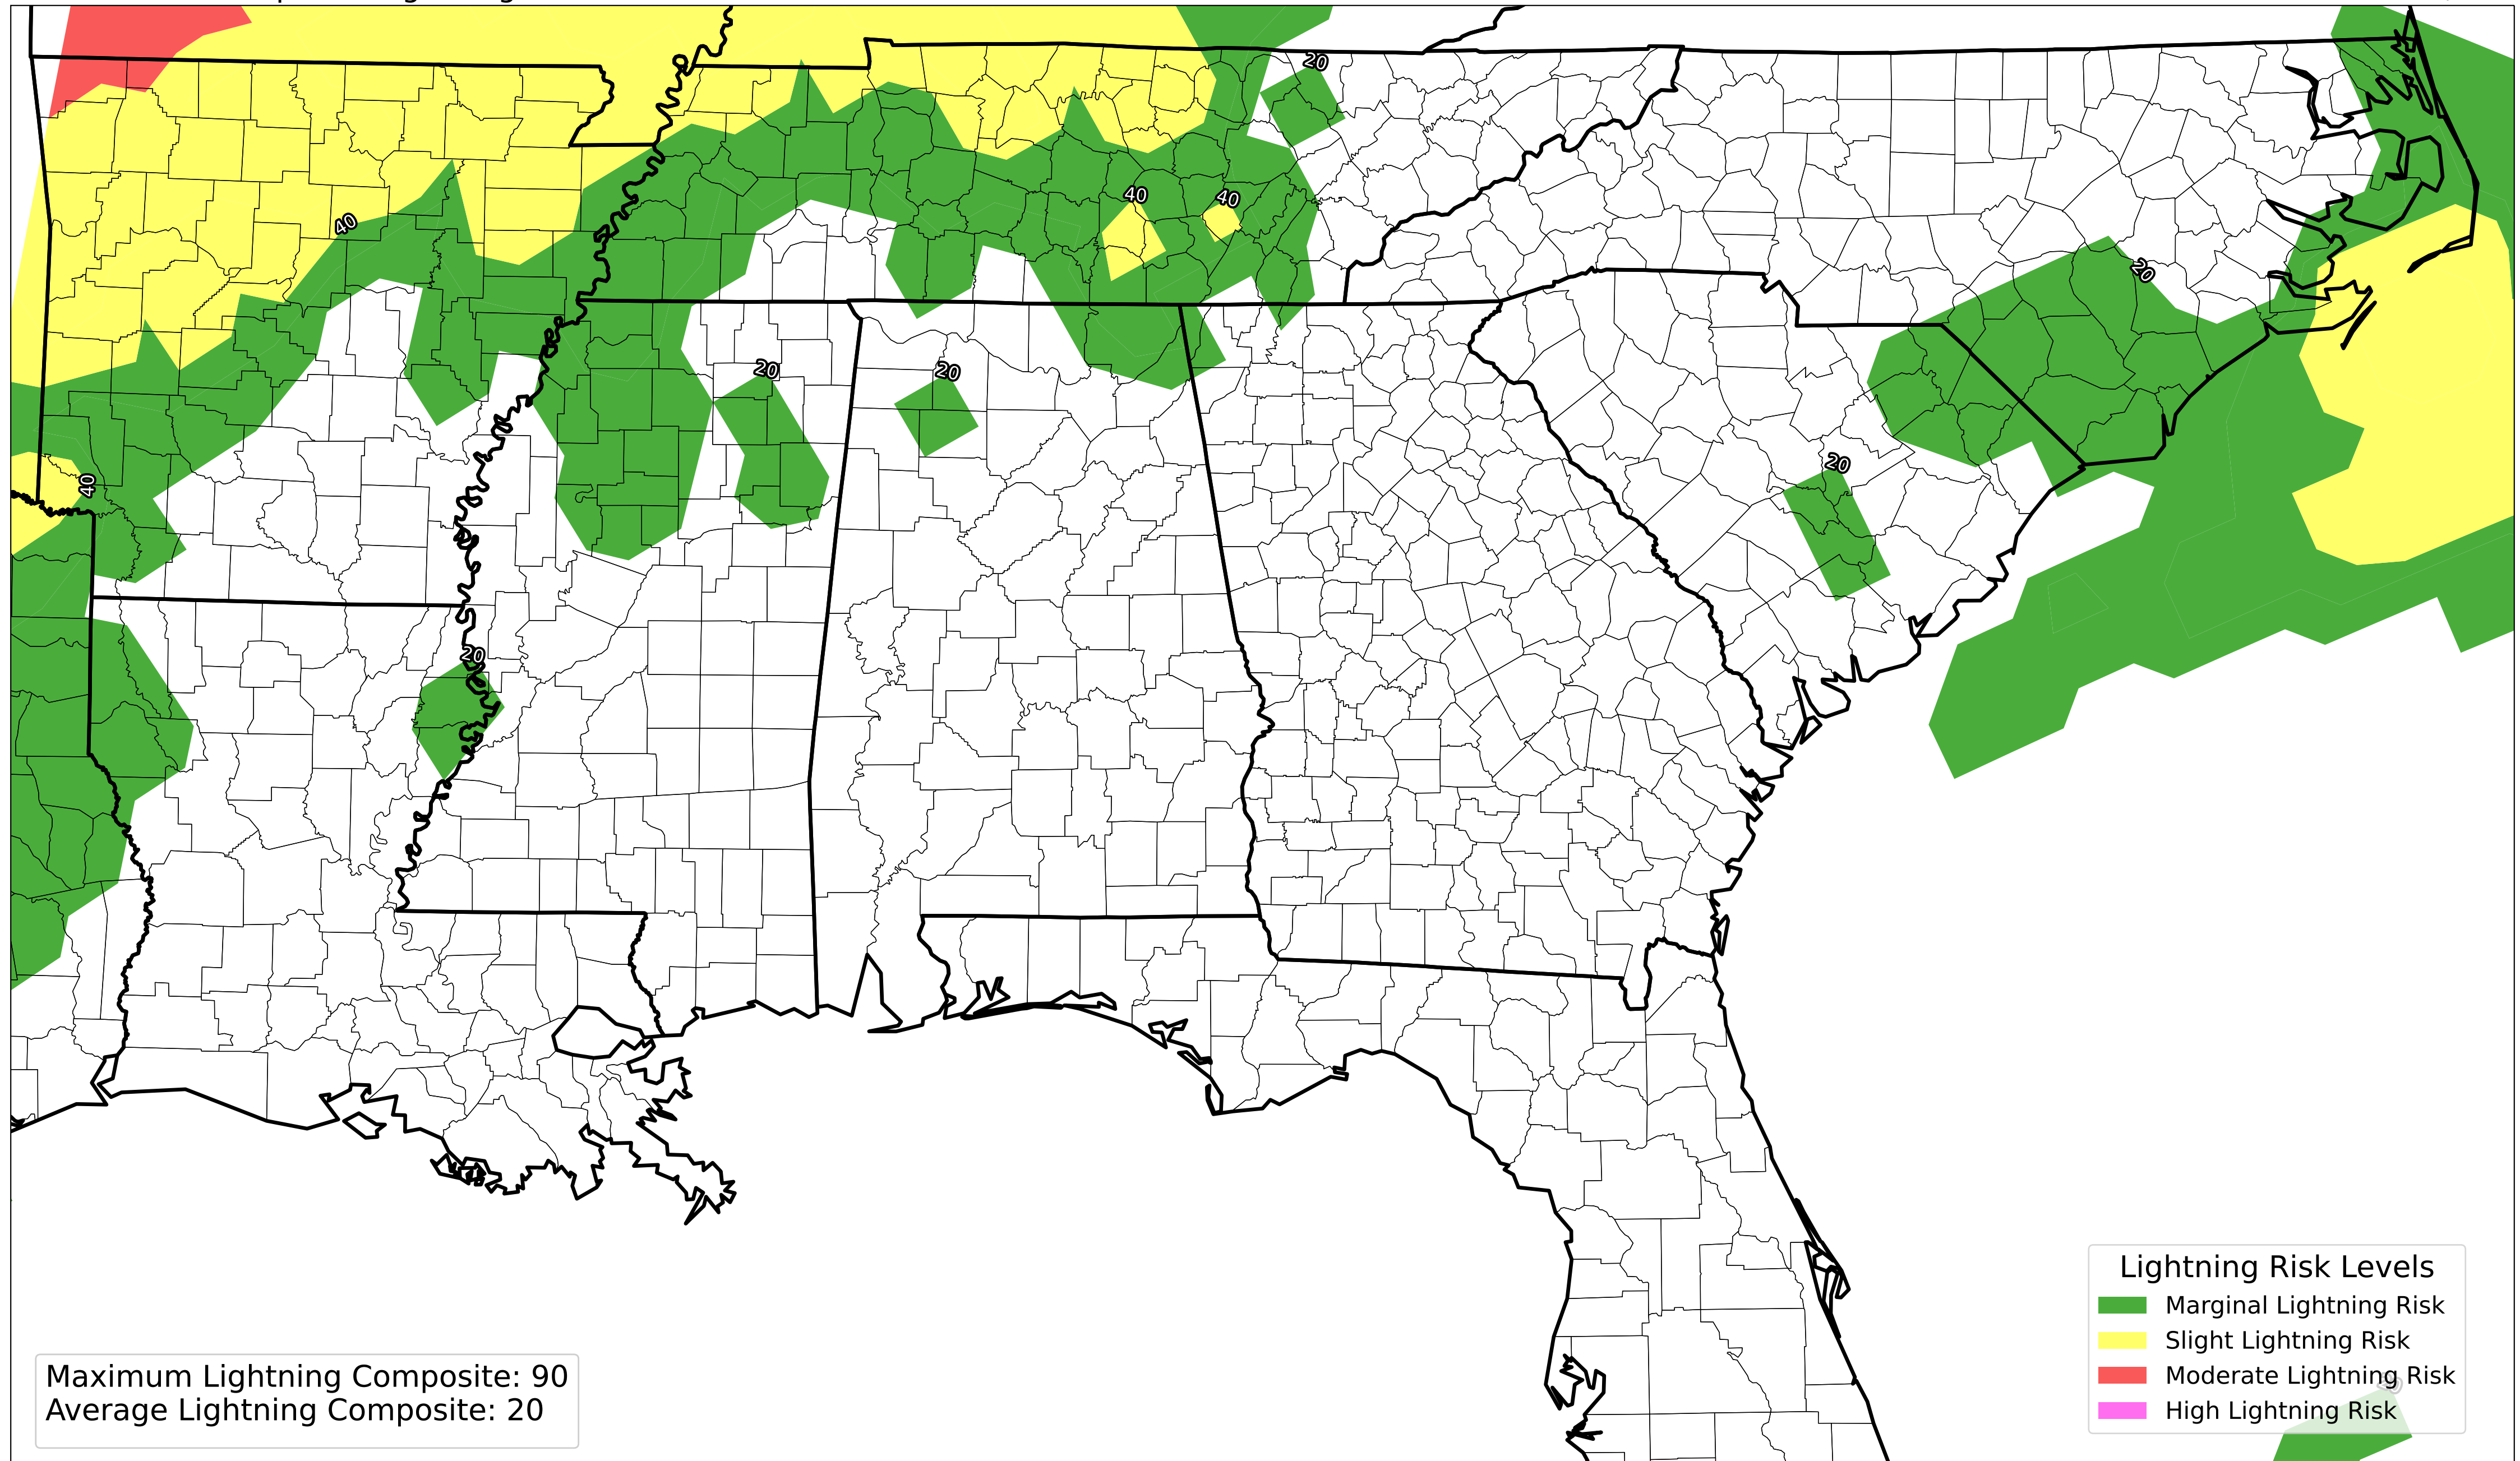 20
40
40
40
20
20
20
20
40
20
Lightning Risk Levels
Marginal Lightning Risk
Slight Lightning Risk
Moderate Lightning Risk
High Lightning Risk
Maximum Lightning Composite: 90
Average Lightning Composite: 20